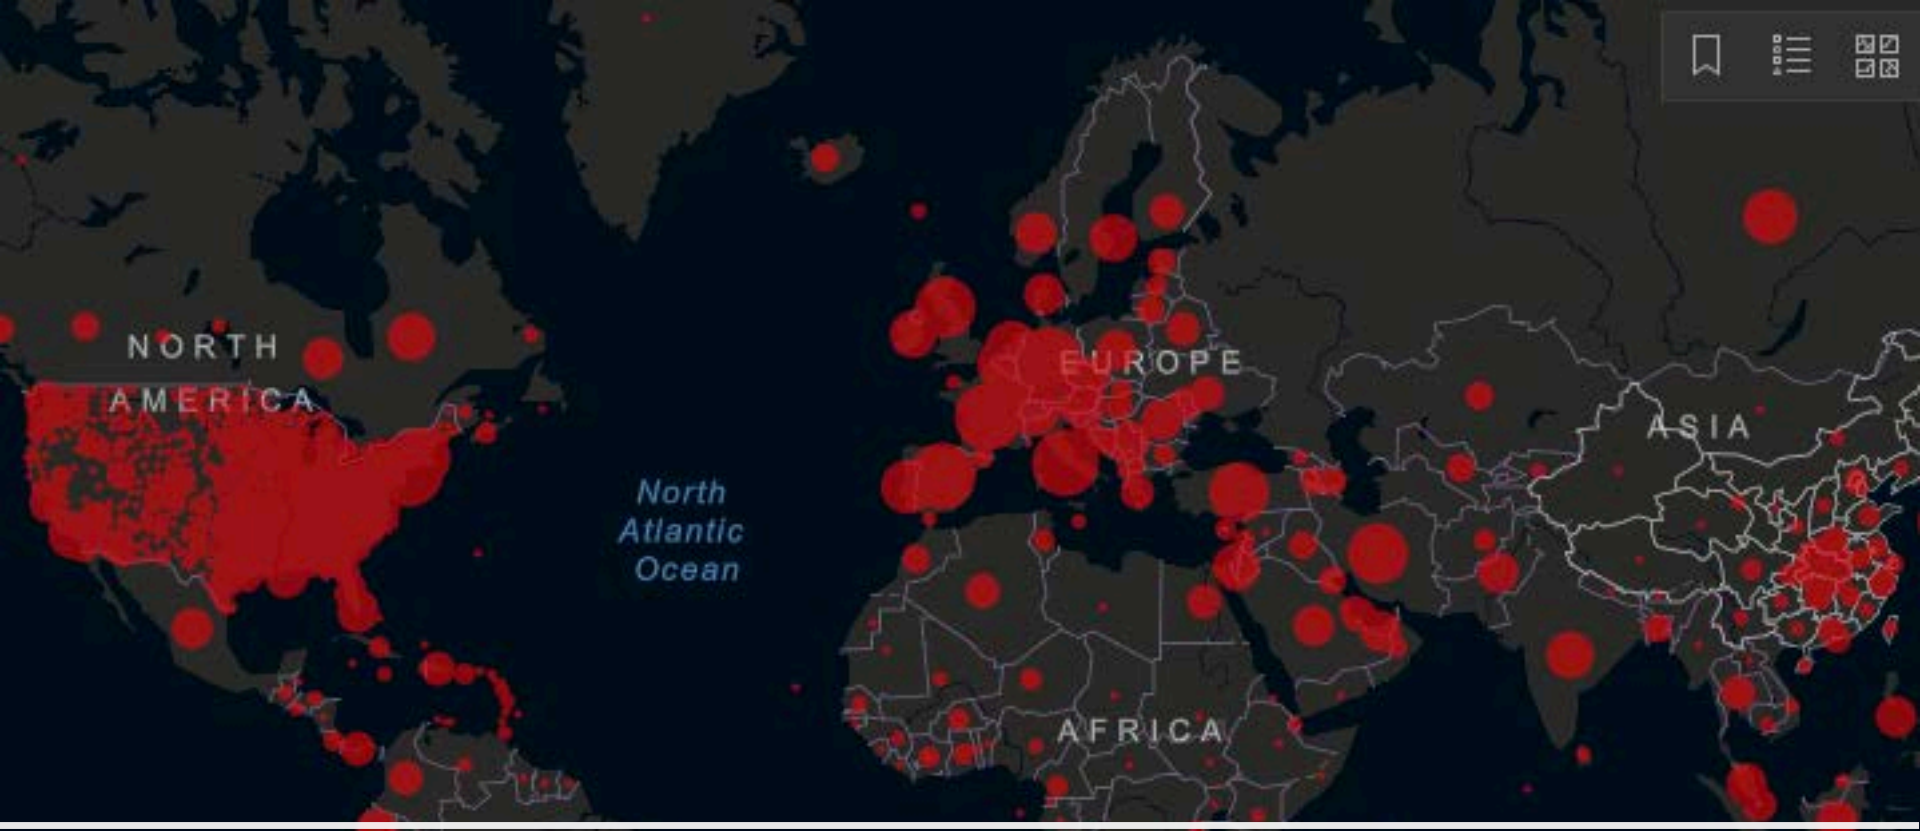 NORTH
AMERICA
EUROPE
ASIA
North
Atlantic
Ocean
AFRICA